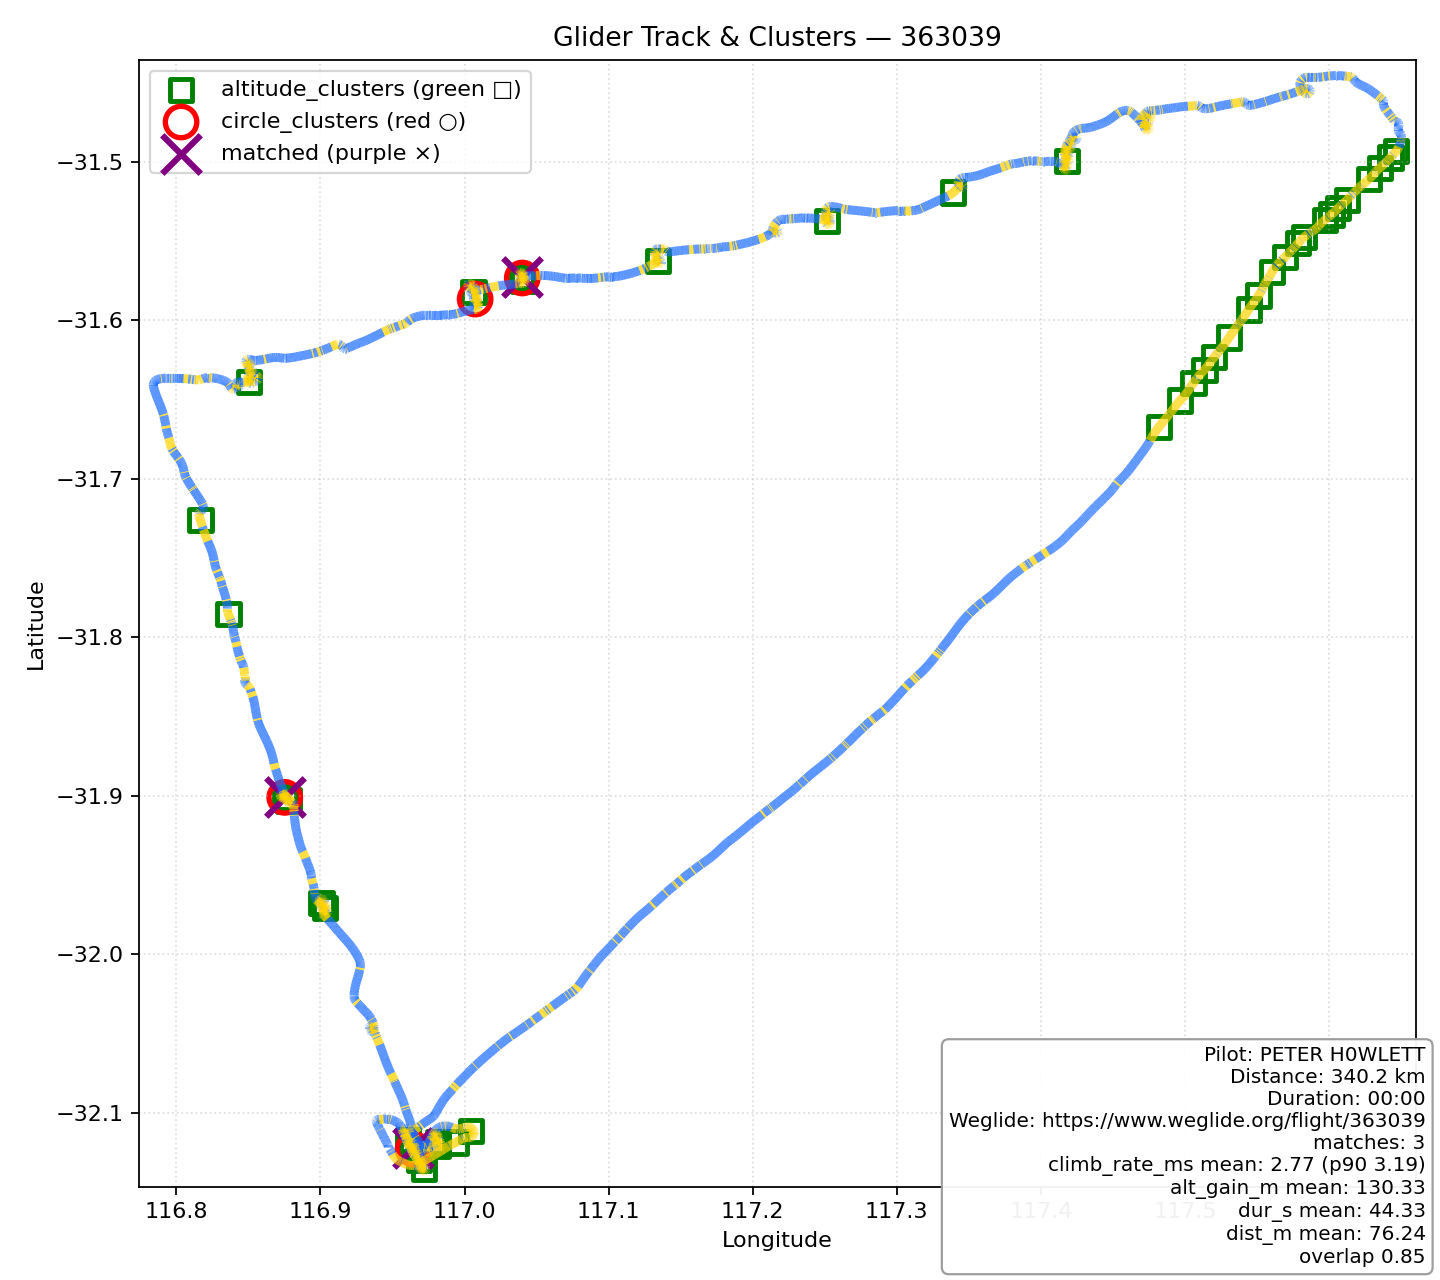 Glider Track & Clusters — 363039
altitude_clusters (green □)
circle_clusters (red ○)
matched (purple ×)
−31.5
−31.6
−31.7
−31.8
−31.9
−32.0
−32.1
Latitude
116.8 116.9 117.0 117.1 117.2 117.3 117.4 117.5
Longitude
Pilot: PETER H0WLETT
Distance: 340.2 km
Duration: 00:00
Weglide: https://www.weglide.org/flight/363039
matches: 3
climb_rate_ms mean: 2.77 (p90 3.19)
alt_gain_m mean: 130.33
dur_s mean: 44.33
dist_m mean: 76.24
overlap 0.85